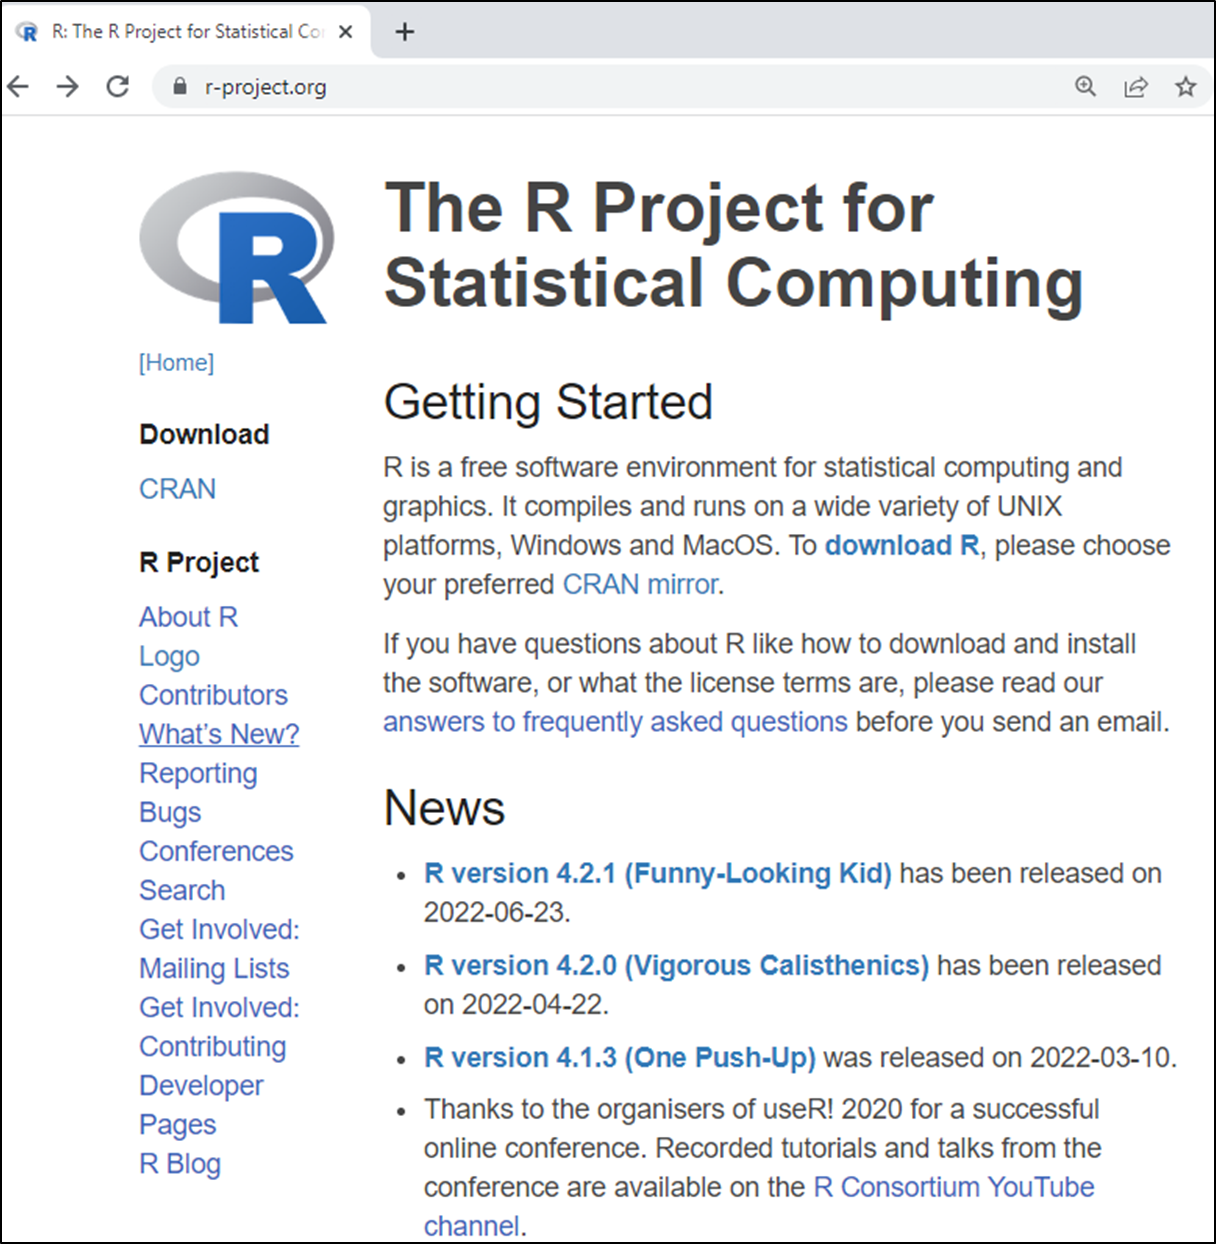 R: The R Project for Statistical Co
r-project.org
R
The R Project for
Statistical Computing
[Home]
Download
CRAN
R Project
About R
Logo
Contributors
What's New?
Reporting
Bugs
Conferences
Search
Get Involved:
Mailing Lists
Get Involved:
Contributing
Developer
Pages
R Blog
Getting Started
R is a free software environment for statistical computing and
graphics. It compiles and runs on a wide variety of UNIX
platforms, Windows and MacOS. To download R, please choose
your preferred CRAN mirror.
If you have questions about R like how to download and install
the software, or what the license terms are, please read our
answers to frequently asked questions before you send an email.
News
• R version 4.2.1 (Funny-Looking Kid) has been released on
2022-06-23.
• R version 4.2.0 (Vigorous Calisthenics) has been released
on 2022-04-22.
• R version 4.1.3 (One Push-Up) was released on 2022-03-10.
• Thanks to the organisers of useR! 2020 for a successful
online conference. Recorded tutorials and talks from the
conference are available on the R Consortium YouTube
channel.